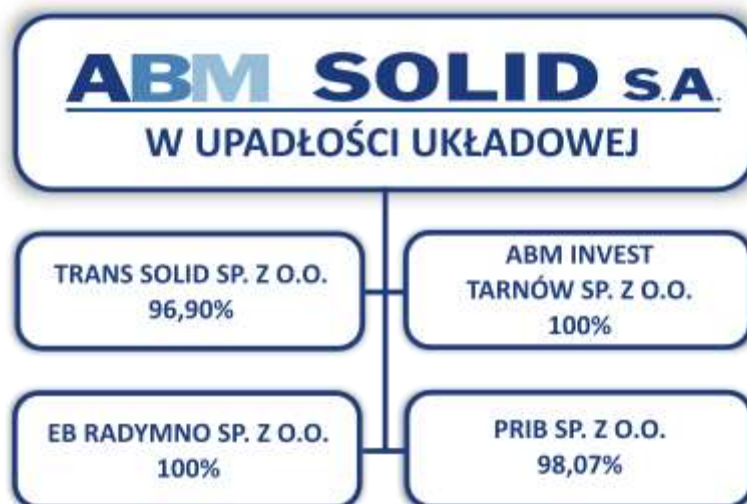 ABM SOLID S.A.
W UPADŁOŚCI UKŁADOWEJ
TRANS SOLID SP. Z O.O.
96,90%
ABM INVEST
TARNÓW SP. Z O.O.
100%
EB RADYMNO SP. Z O.O.
100%
PRIB SP. Z O.O.
98,07%